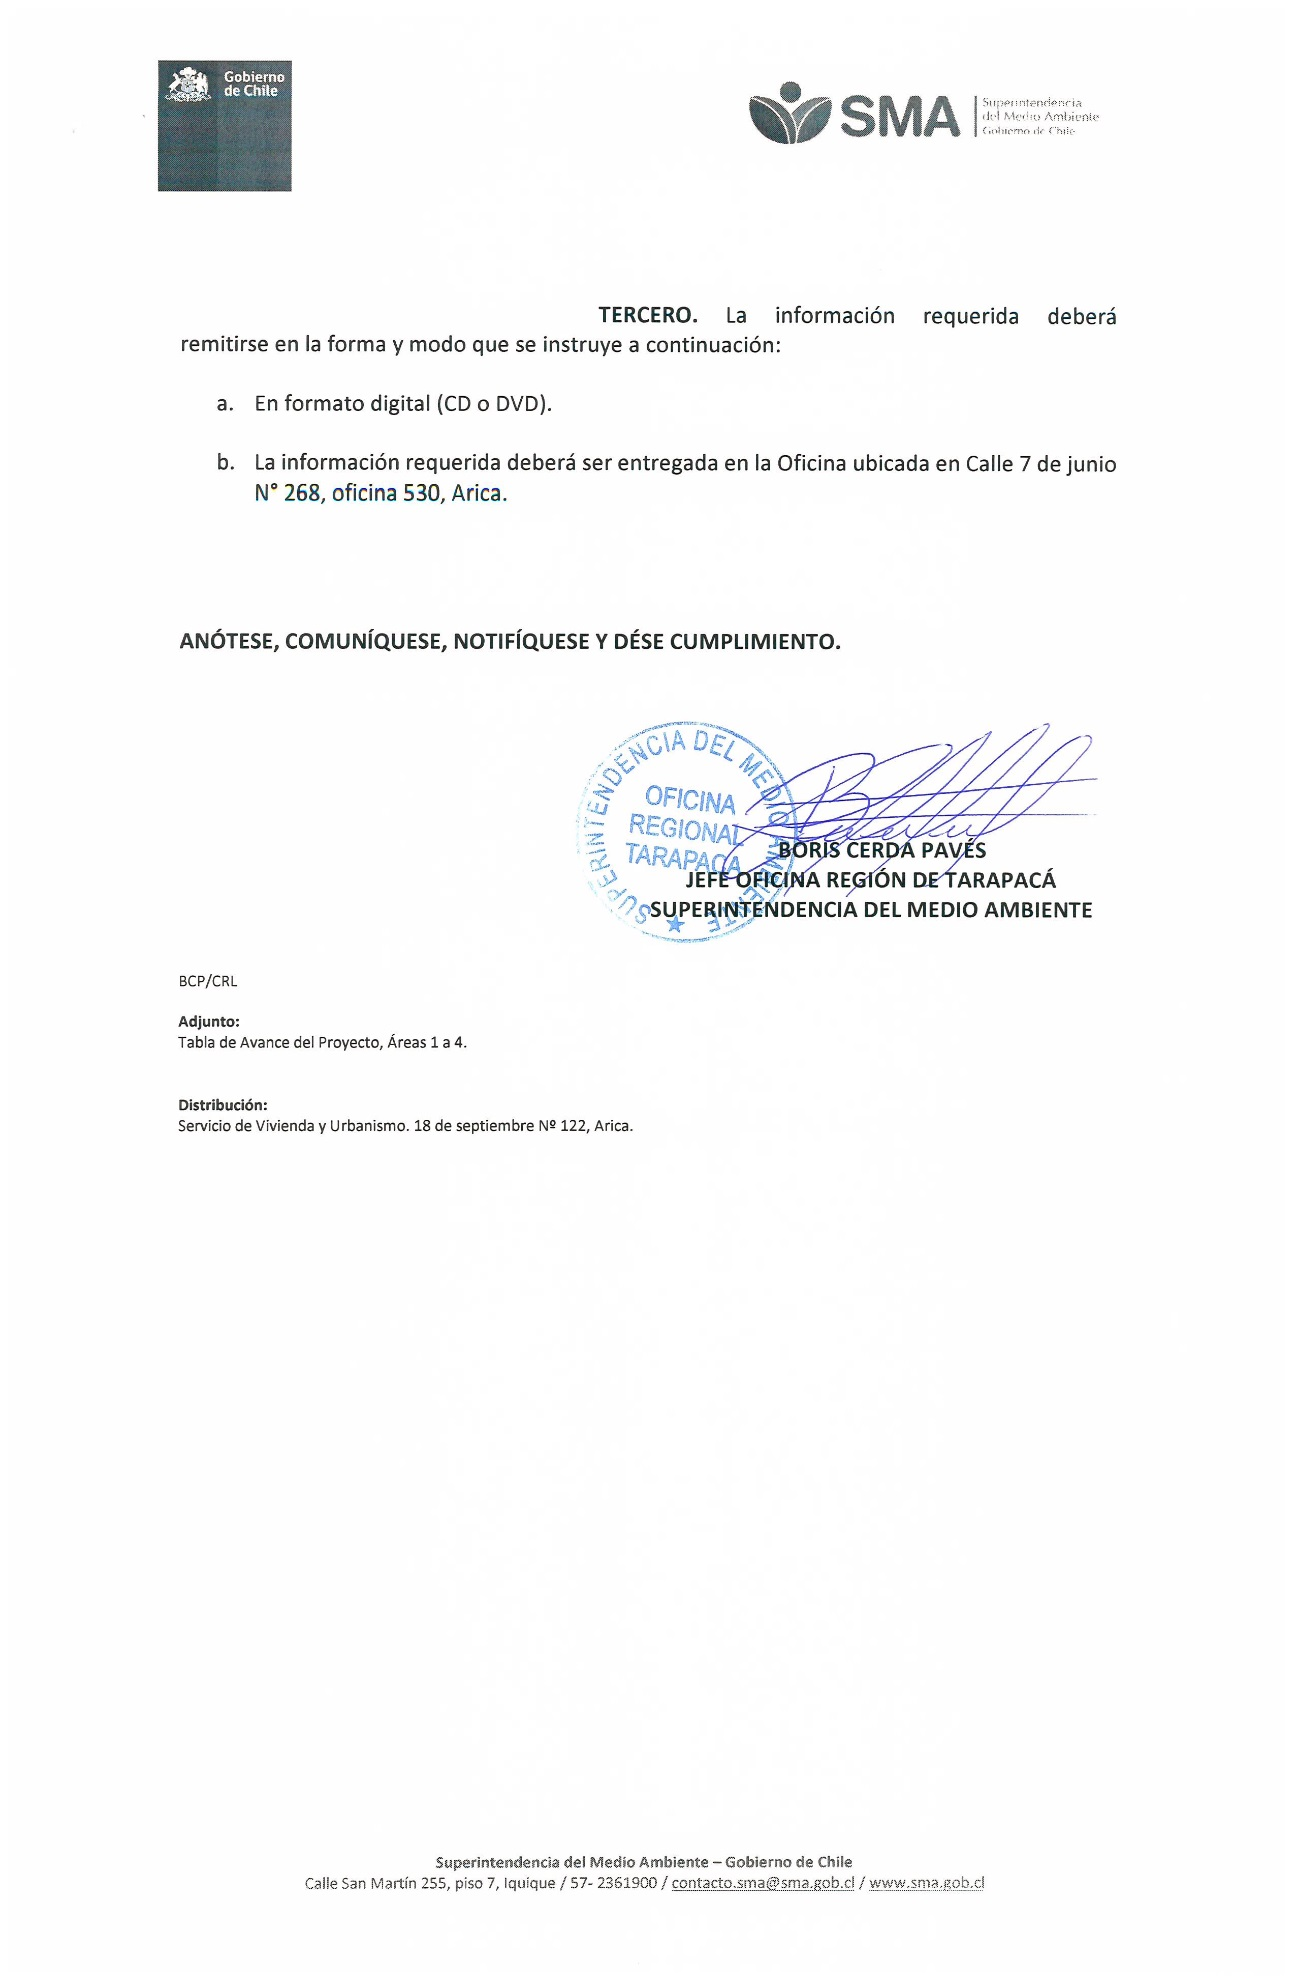 Gobierno
de Chile
SMA
Superintendencia
del Medio Ambiente
Gobierno de Chile
TERCERO. La información requerida deberá
remitirse en la forma y modo que se instruye a continuación:
a. En formato digital (CD o DVD).
b. La información requerida deberá ser entregada en la Oficina ubicada en Calle 7 de junio
N° 268, oficina 530, Arica.
ANÓTESE, COMUNÍQUESE, NOTIFÍQUESE Y DÉSE CUMPLIMIENTO.
SUPERINTENDENCIA DEL MEDIO AMBIENTE
OFICINA
REGIONAL
TARAPACA
BORIS CERDA PAVÉS
JEFE OFICINA REGIÓN DE TARAPACÁ
SUPERINTENDENCIA DEL MEDIO AMBIENTE
BCP/CRL
Adjunto:
Tabla de Avance del Proyecto, Áreas 1 a 4.
Distribución:
Servicio de Vivienda y Urbanismo. 18 de septiembre Nº 122, Arica.
Superintendencia del Medio Ambiente – Gobierno de Chile
Calle San Martín 255, piso 7, Iquique / 57- 2361900 / contacto.sma@sma.gob.cl / www.sma.gob.cl